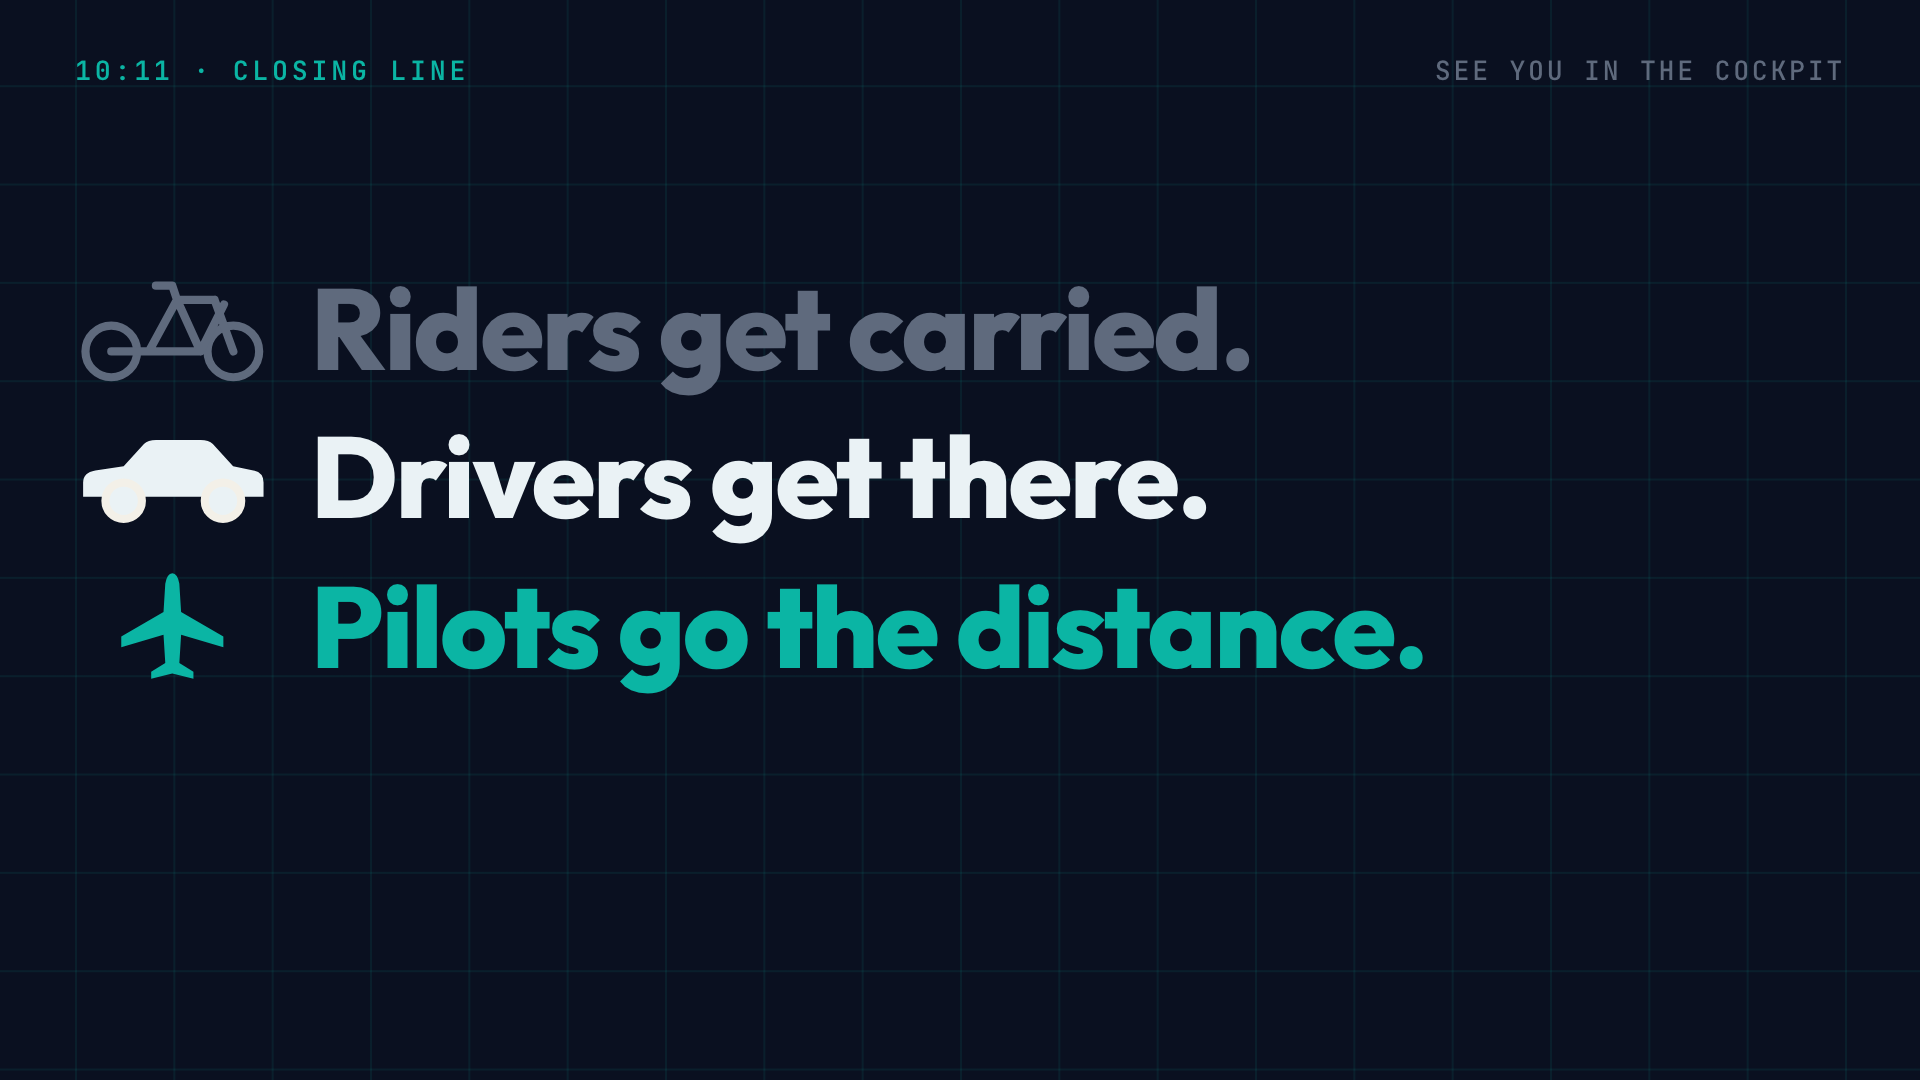 10:11 · CLOSING LINE
SEE YOU IN THE COCKPIT
Riders get carried.
Drivers get there.
Pilots go the distance.